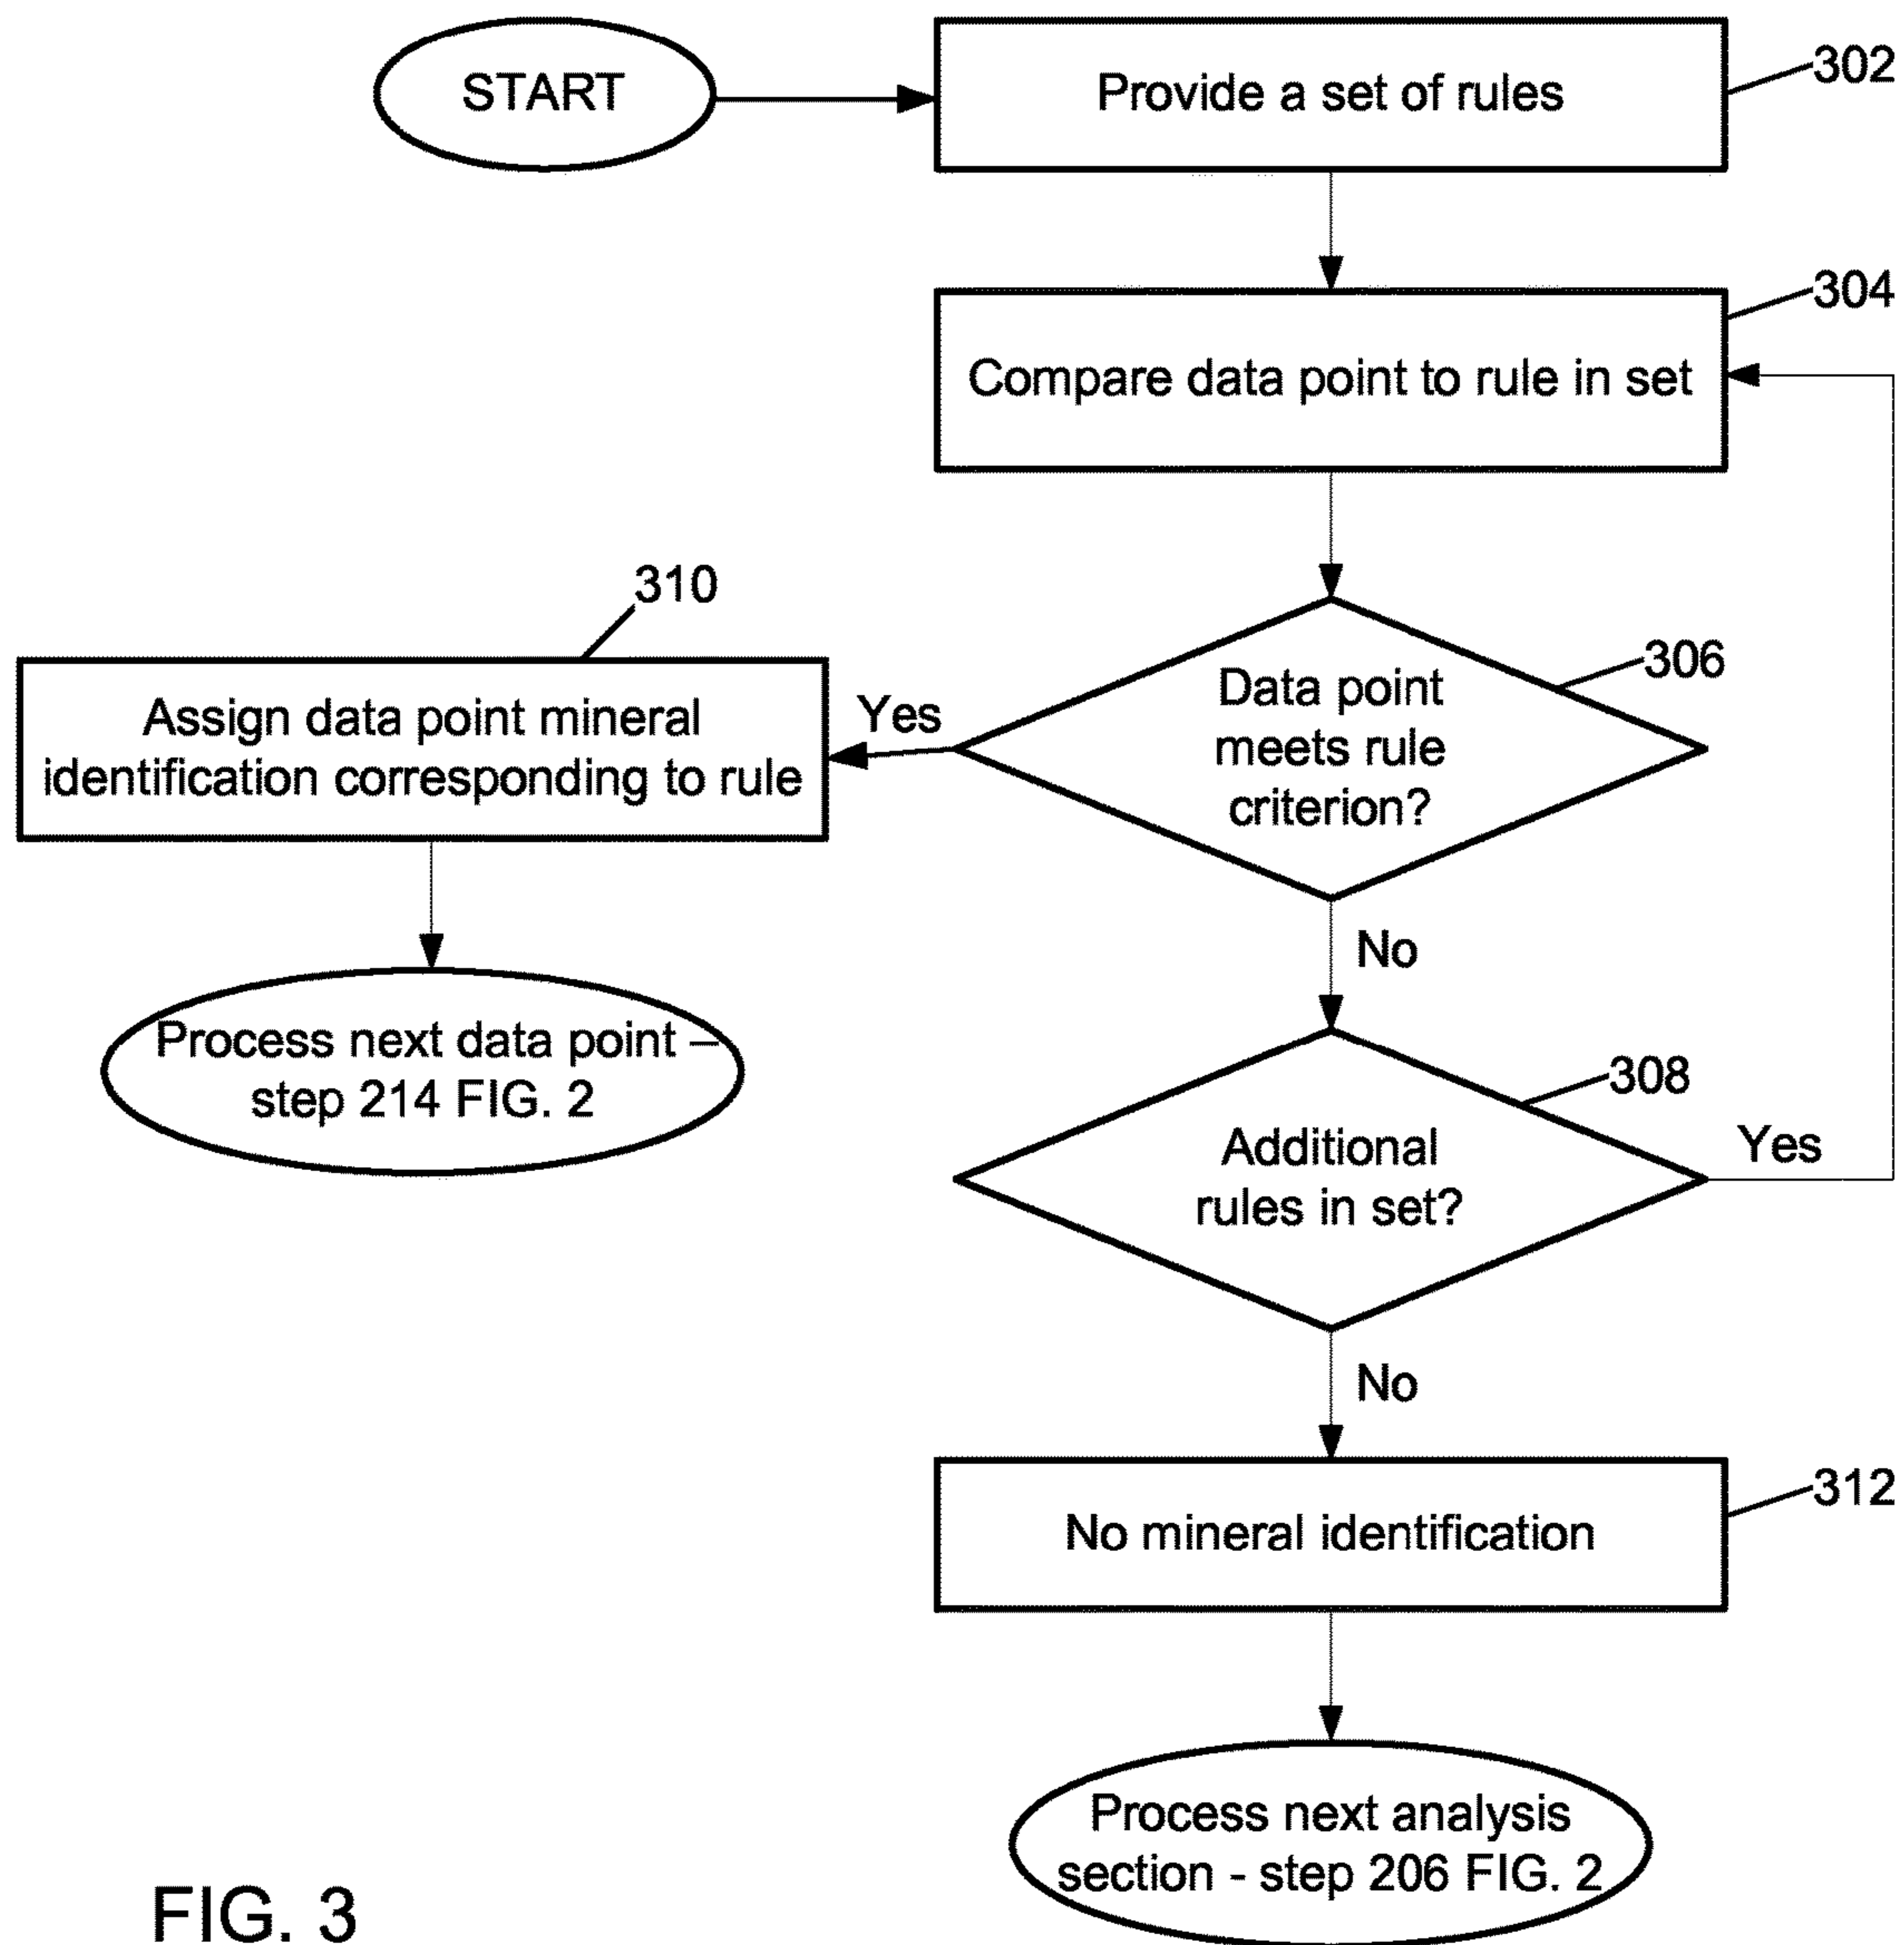 START
Provide a set of rules
302
304
Compare data point to rule in set
310
306
Assign data point mineral
identification corresponding to rule
Yes
Data point
meets rule
criterion?
No
Process next data point –
step 214 FIG. 2
308
Additional
rules in set?
Yes
No
312
No mineral identification
Process next analysis
section - step 206 FIG. 2
FIG. 3